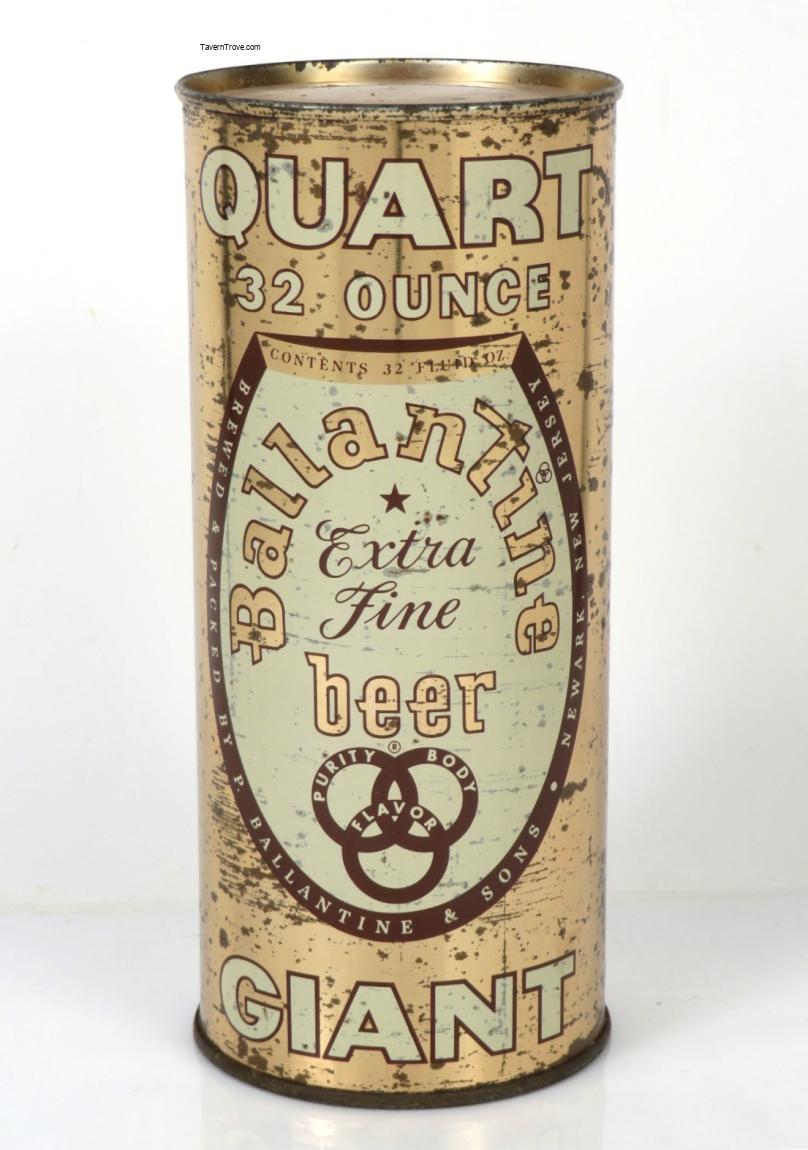 TavernTrove.com
QUART
32 OUNCE
CONTENTS 32 FLUID OZ.
BREWED & PACKED BY P. BALLANTINE & SONS • NEWARK, NEW JERSEY
Ballantine
Extra
Fine
beer
®
PURITY BODY
FLAVOR
GIANT